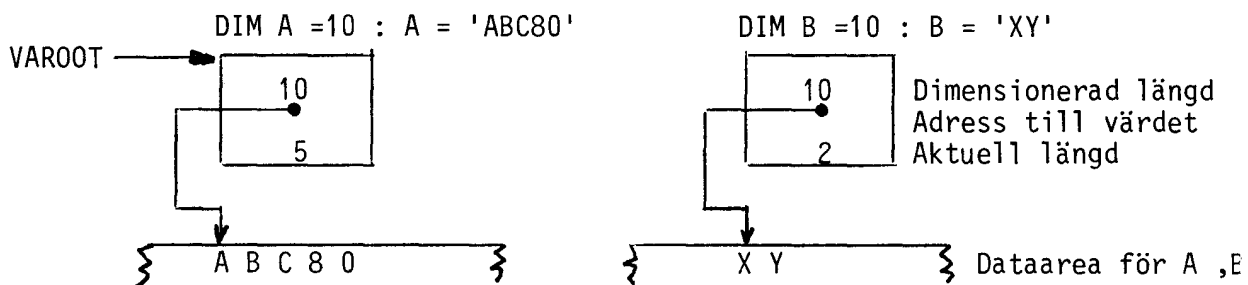 DIM A =10 : A = 'ABC80'
DIM B =10 : B = 'XY'
VAROOT
10
5
10
2
Dimensionerad längd
Adress till värdet
Aktuell längd
A B C 8 0
X Y
Dataarea för A ,B